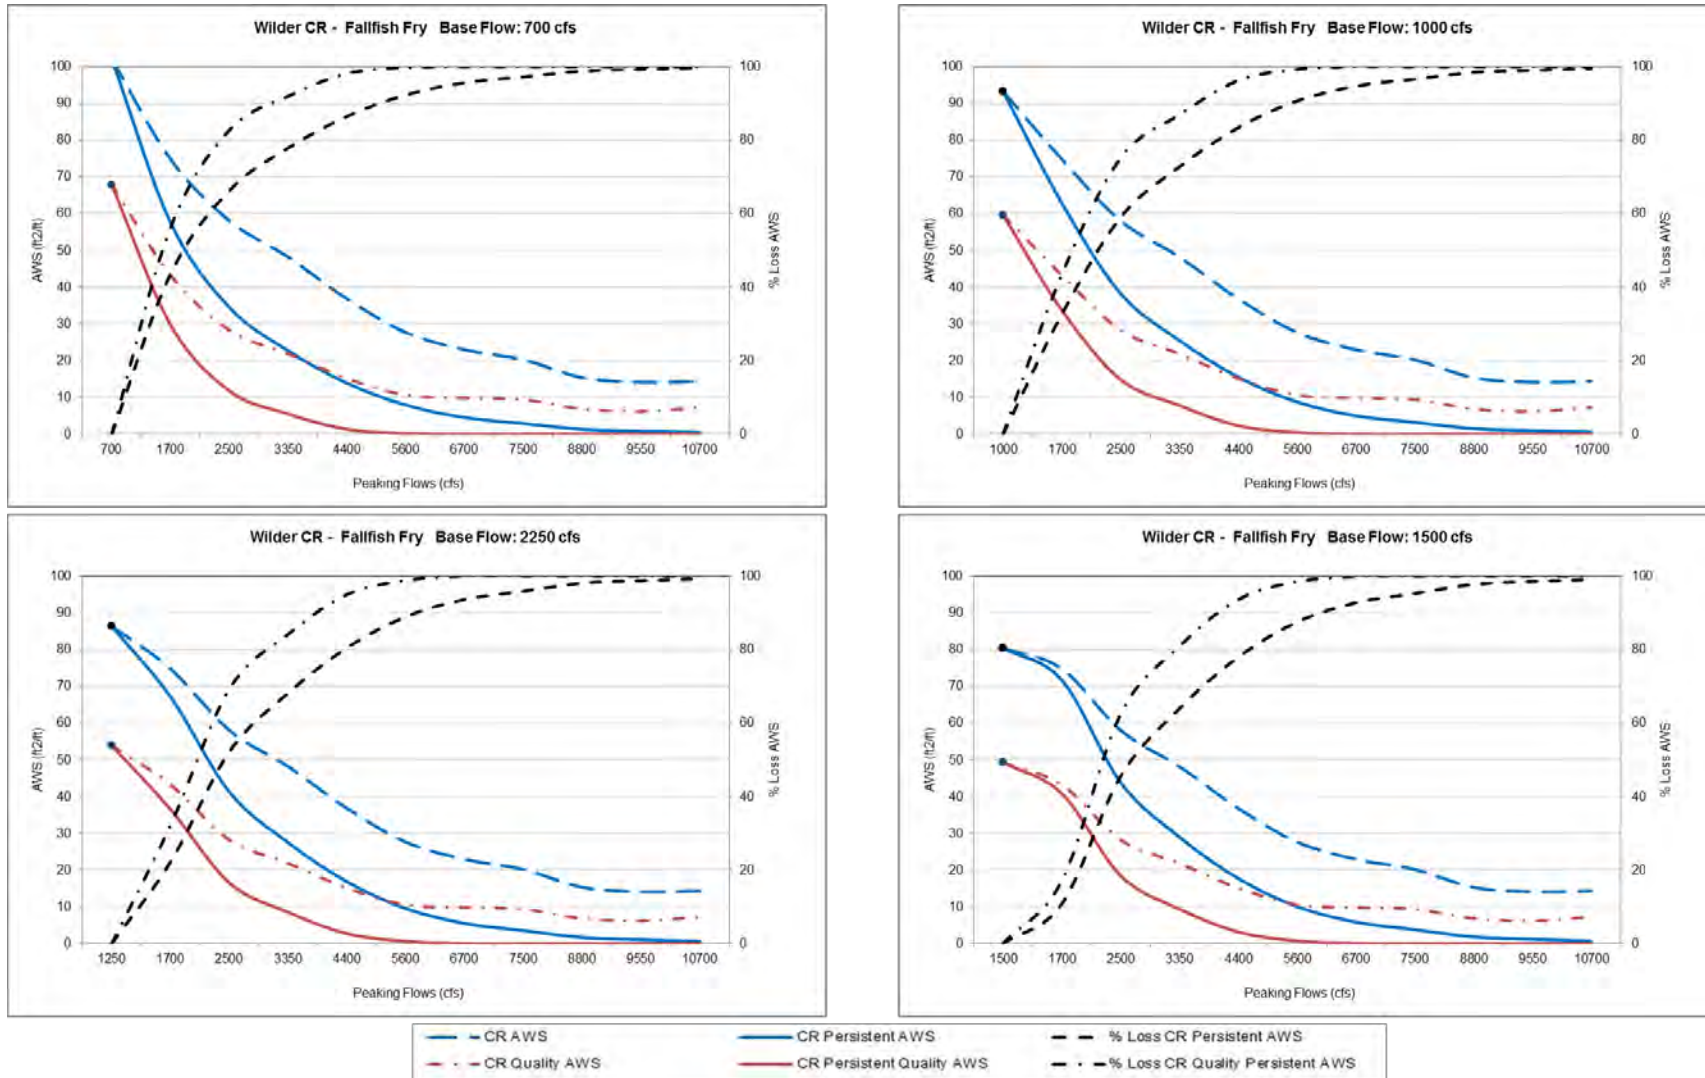 Wilder CR - Fallfish Fry Base Flow: 700 cfs
100 100
90
80 80
70
60 60
50
40 40
30
20 20
10
0 0
AWS (ft2/ft)
% Loss AWS
700 1700 2500 3350 4400 5600 6700 7500 8800 9550 10700
Peaking Flows (cfs)
Wilder CR - Fallfish Fry Base Flow: 1000 cfs
100 100
90
80 80
70
60 60
50
40 40
30
20 20
10
0 0
AWS (ft2/ft)
% Loss AWS
1000 1700 2500 3350 4400 5600 6700 7500 8800 9550 10700
Peaking Flows (cfs)
Wilder CR - Fallfish Fry Base Flow: 2250 cfs
100 100
90
80 80
70
60 60
50
40 40
30
20 20
10
0 0
AWS (ft2/ft)
% Loss AWS
1250 1700 2500 3350 4400 5600 6700 7500 8800 9550 10700
Peaking Flows (cfs)
Wilder CR - Fallfish Fry Base Flow: 1500 cfs
100 100
90
80 80
70
60 60
50
40 40
30
20 20
10
0 0
AWS (ft2/ft)
% Loss AWS
1500 1700 2500 3350 4400 5600 6700 7500 8800 9550 10700
Peaking Flows (cfs)
CR AWS CR Persistent AWS % Loss CR Persistent AWS
CR Quality AWS CR Persistent Quality AWS % Loss CR Quality Persistent AWS